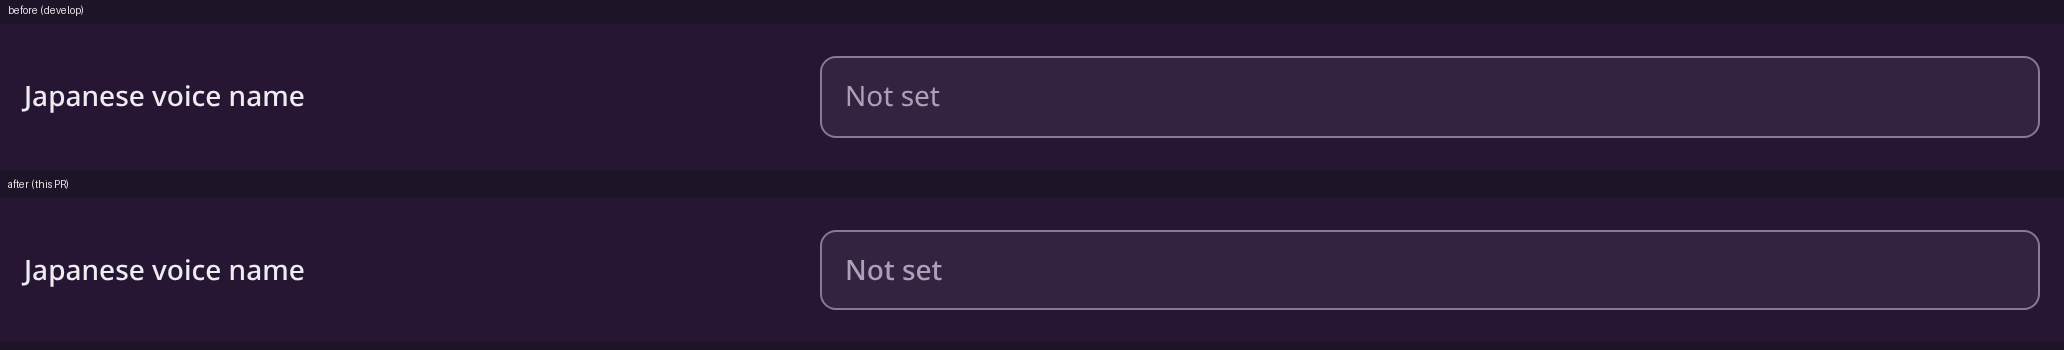 before (develop)
Japanese voice name
Not set
after (this PR)
Japanese voice name
Not set